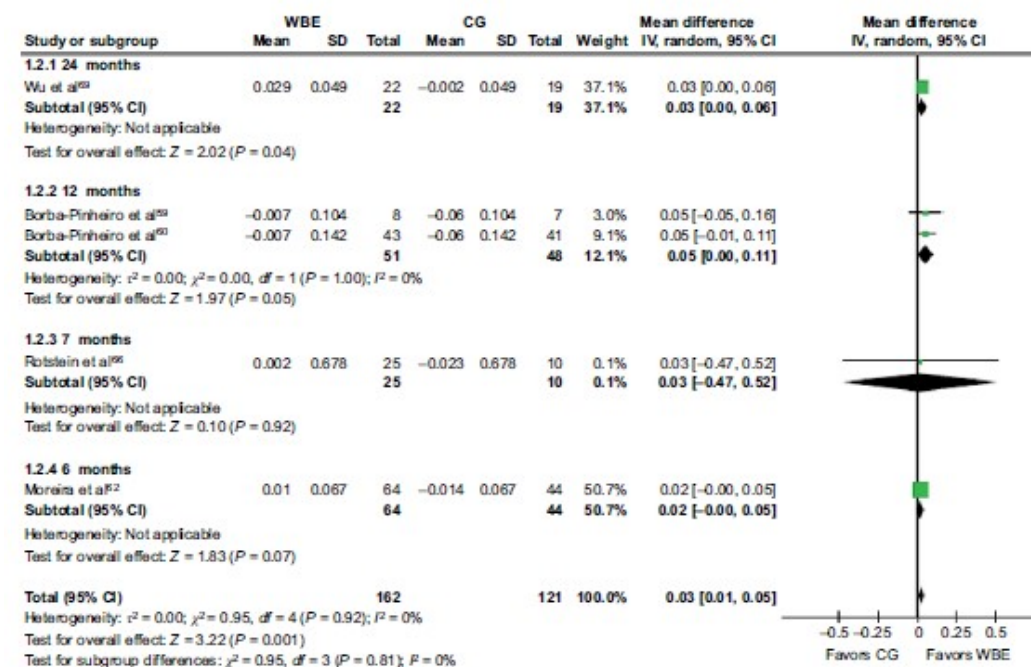 WBE CG Mean difference Mean difference
Study or subgroup Mean SD Total Mean SD Total Weight IV, random, 95% CI IV, random, 95% CI
1.2.1 24 months
Wu et al⁶⁹ 0.029 0.049 22 −0.002 0.049 19 37.1% 0.03 [0.00, 0.06]
Subtotal (95% CI) 22 19 37.1% 0.03 [0.00, 0.06]
Heterogeneity: Not applicable
Test for overall effect: Z = 2.02 (P = 0.04)
1.2.2 12 months
Borba-Pinheiro et al⁵⁹ −0.007 0.104 8 −0.06 0.104 7 3.0% 0.05 [−0.05, 0.16]
Borba-Pinheiro et al⁶⁰ −0.007 0.142 43 −0.06 0.142 41 9.1% 0.05 [−0.01, 0.11]
Subtotal (95% CI) 51 48 12.1% 0.05 [0.00, 0.11]
Heterogeneity: τ² = 0.00; χ² = 0.00, df = 1 (P = 1.00); I² = 0%
Test for overall effect: Z = 1.97 (P = 0.05)
1.2.3 7 months
Rotstein et al⁶⁶ 0.002 0.678 25 −0.023 0.678 10 0.1% 0.03 [−0.47, 0.52]
Subtotal (95% CI) 25 10 0.1% 0.03 [−0.47, 0.52]
Heterogeneity: Not applicable
Test for overall effect: Z = 0.10 (P = 0.92)
1.2.4 6 months
Moreira et al⁶² 0.01 0.067 64 −0.014 0.067 44 50.7% 0.02 [−0.00, 0.05]
Subtotal (95% CI) 64 44 50.7% 0.02 [−0.00, 0.05]
Heterogeneity: Not applicable
Test for overall effect: Z = 1.83 (P = 0.07)
Total (95% CI) 162 121 100.0% 0.03 [0.01, 0.05]
Heterogeneity: τ² = 0.00; χ² = 0.95, df = 4 (P = 0.92); I² = 0%
Test for overall effect: Z = 3.22 (P = 0.001)
Test for subgroup differences: χ² = 0.95, df = 3 (P = 0.81); I² = 0%
−0.5 −0.25 0 0.25 0.5
Favors CG Favors WBE